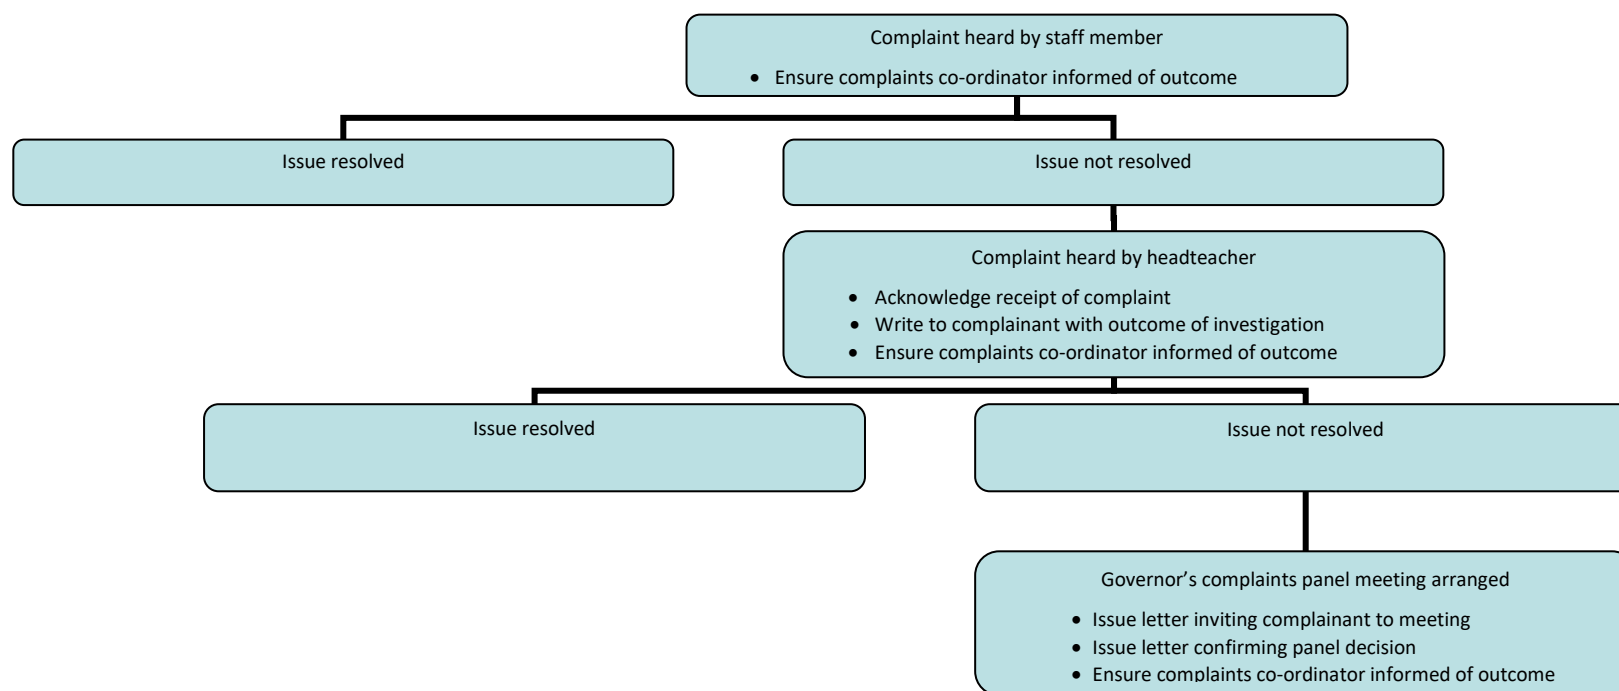 Complaint heard by staff member
• Ensure complaints co-ordinator informed of outcome
Issue resolved
Issue not resolved
Complaint heard by headteacher
• Acknowledge receipt of complaint
• Write to complainant with outcome of investigation
• Ensure complaints co-ordinator informed of outcome
Issue resolved
Issue not resolved
Governor’s complaints panel meeting arranged
• Issue letter inviting complainant to meeting
• Issue letter confirming panel decision
• Ensure complaints co-ordinator informed of outcome